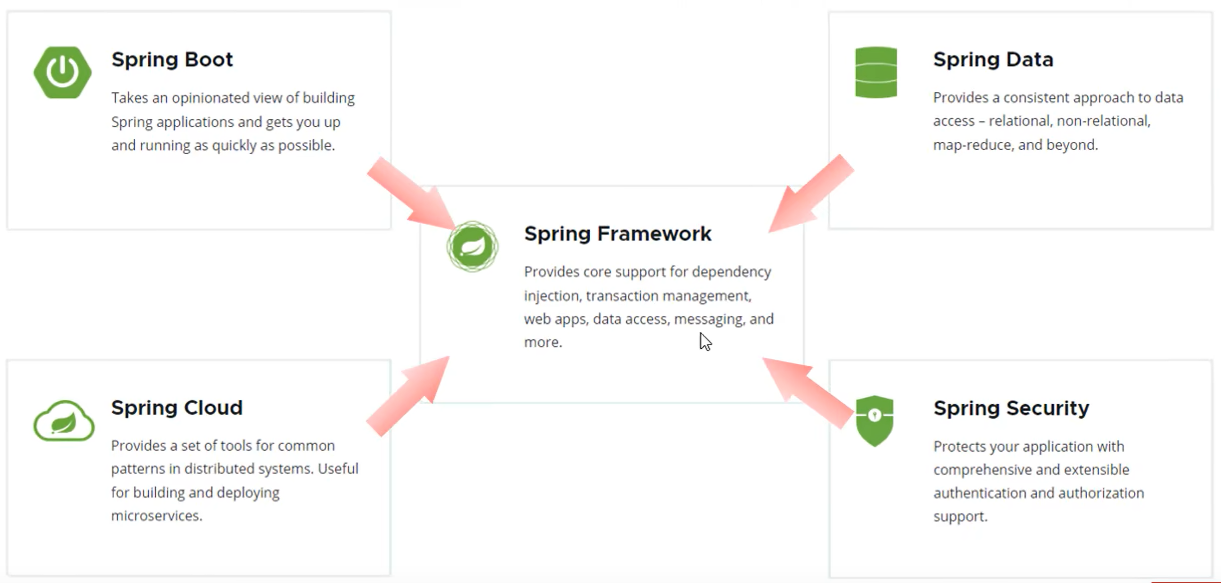 Spring Boot
Takes an opinionated view of building
Spring applications and gets you up
and running as quickly as possible.
Spring Data
Provides a consistent approach to data
access – relational, non-relational,
map-reduce, and beyond.
Spring Framework
Provides core support for dependency
injection, transaction management,
web apps, data access, messaging, and
more.
Spring Cloud
Provides a set of tools for common
patterns in distributed systems. Useful
for building and deploying
microservices.
Spring Security
Protects your application with
comprehensive and extensible
authentication and authorization
support.